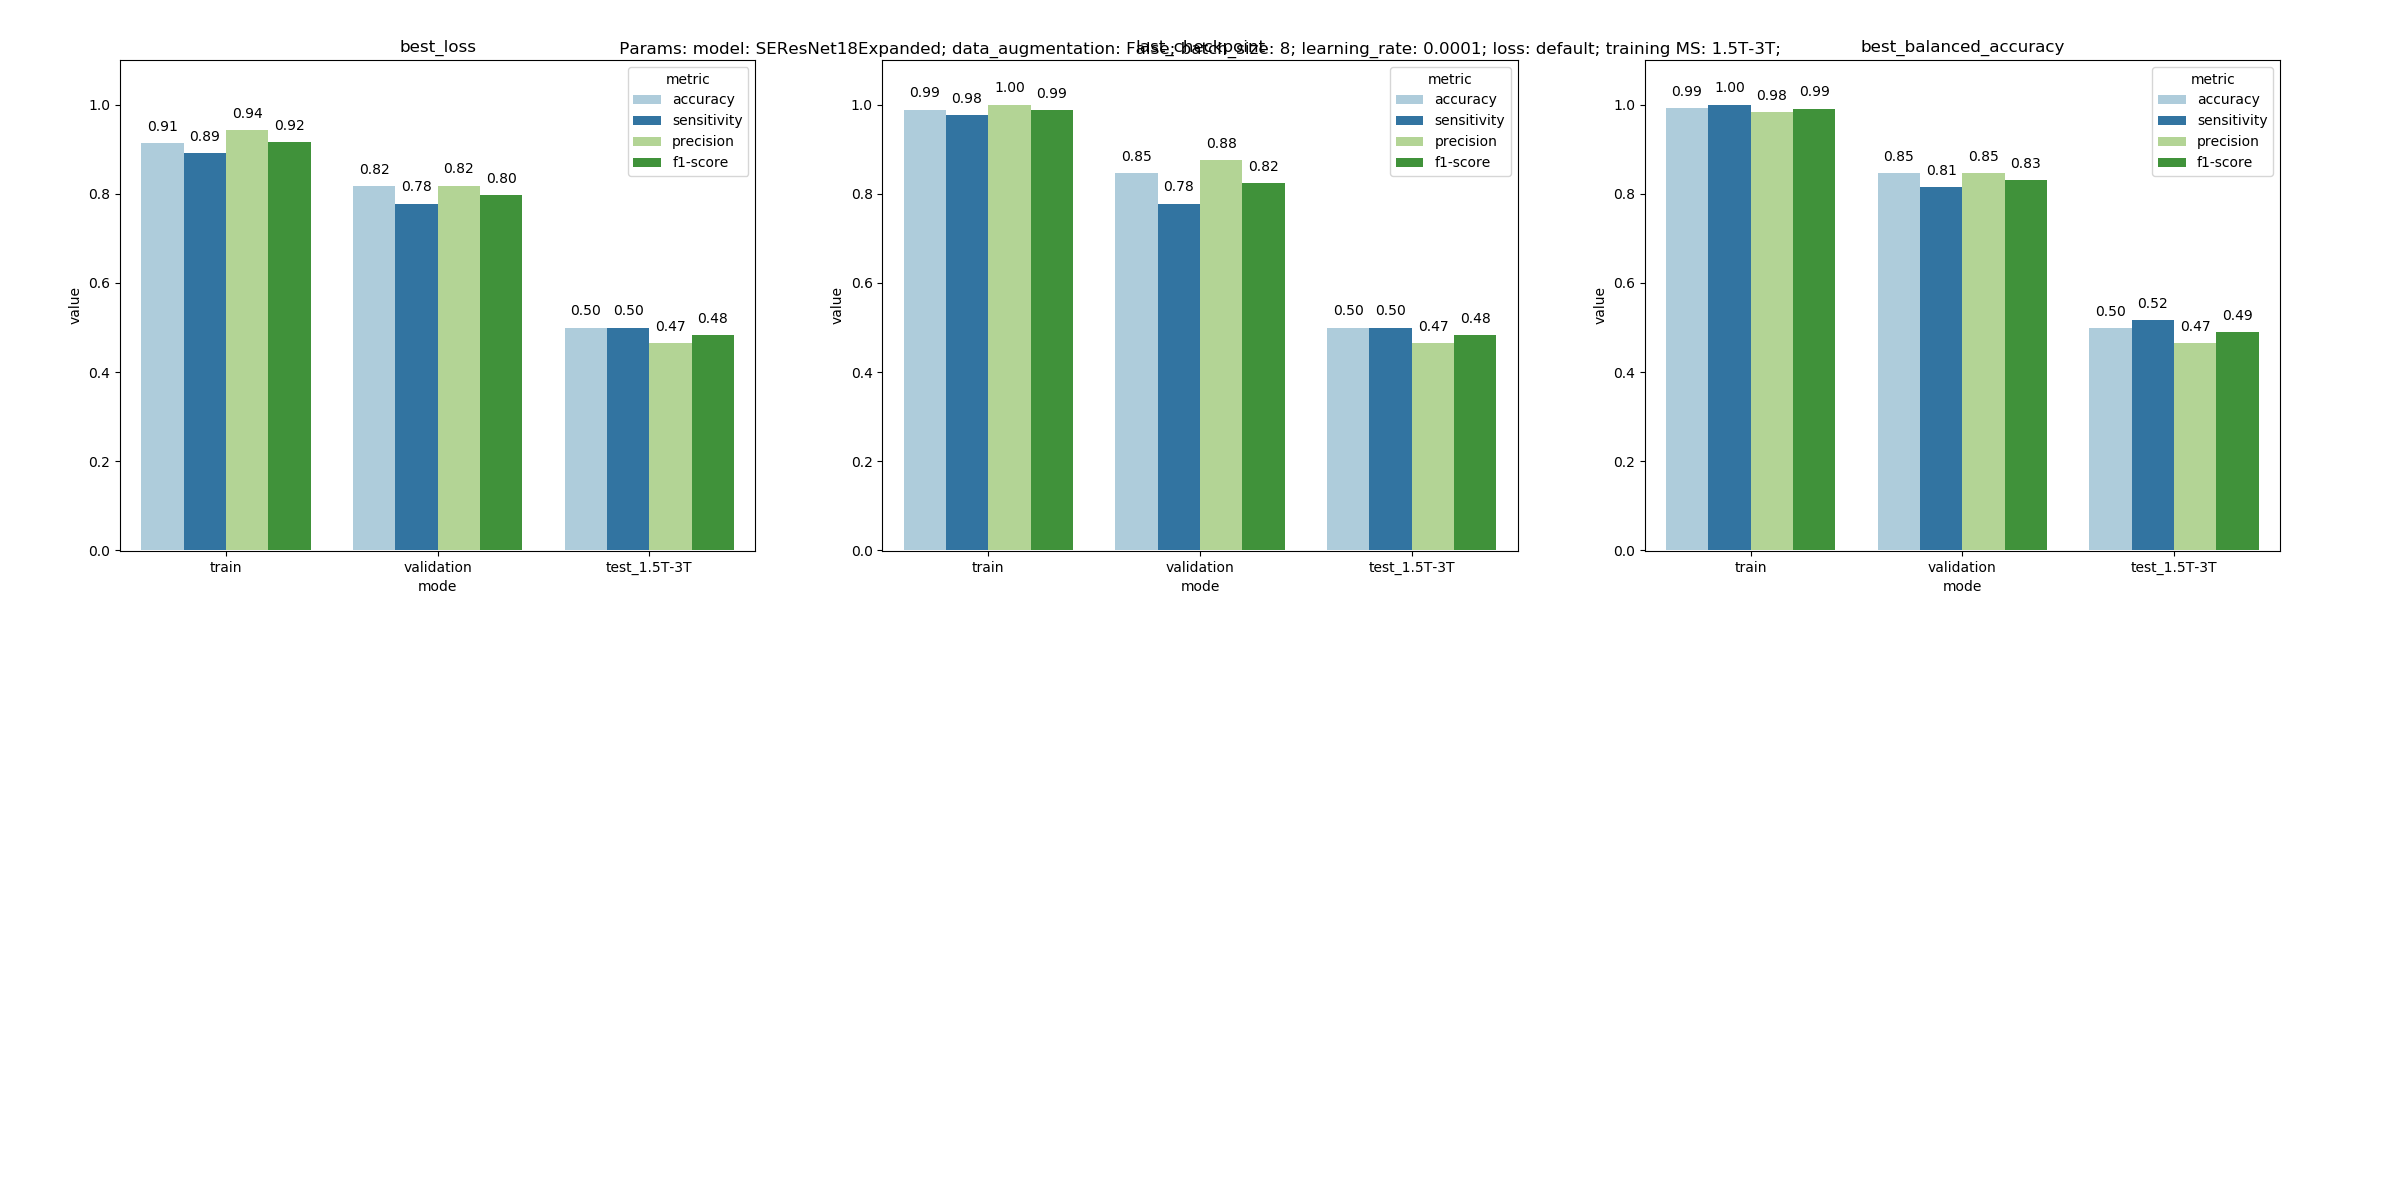 best_loss
Params: model: SEResNet18Expanded; data_augmentation: False; batch_size: 8; learning_rate: 0.0001; loss: default; training MS: 1.5T-3T;
last_checkpoint
best_balanced_accuracy
metric
accuracy
sensitivity
precision
f1-score
0.91 0.89 0.94 0.92
0.82 0.78 0.82 0.80
0.50 0.50 0.47 0.48
1.0
0.8
0.6
0.4
0.2
0.0
value
train validation test_1.5T-3T
mode
metric
accuracy
sensitivity
precision
f1-score
0.99 0.98 1.00 0.99
0.85 0.78 0.88 0.82
0.50 0.50 0.47 0.48
1.0
0.8
0.6
0.4
0.2
0.0
value
train validation test_1.5T-3T
mode
metric
accuracy
sensitivity
precision
f1-score
0.99 1.00 0.98 0.99
0.85 0.81 0.85 0.83
0.50 0.52 0.47 0.49
1.0
0.8
0.6
0.4
0.2
0.0
value
train validation test_1.5T-3T
mode